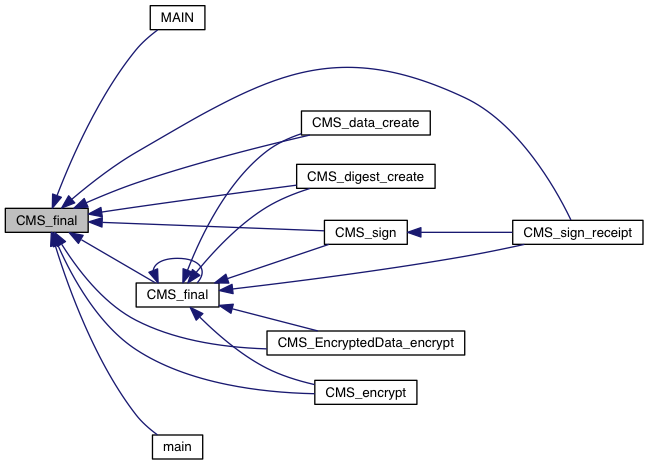 MAIN
CMS_data_create
CMS_digest_create
CMS_final
CMS_sign
CMS_sign_receipt
CMS_final
CMS_EncryptedData_encrypt
CMS_encrypt
main